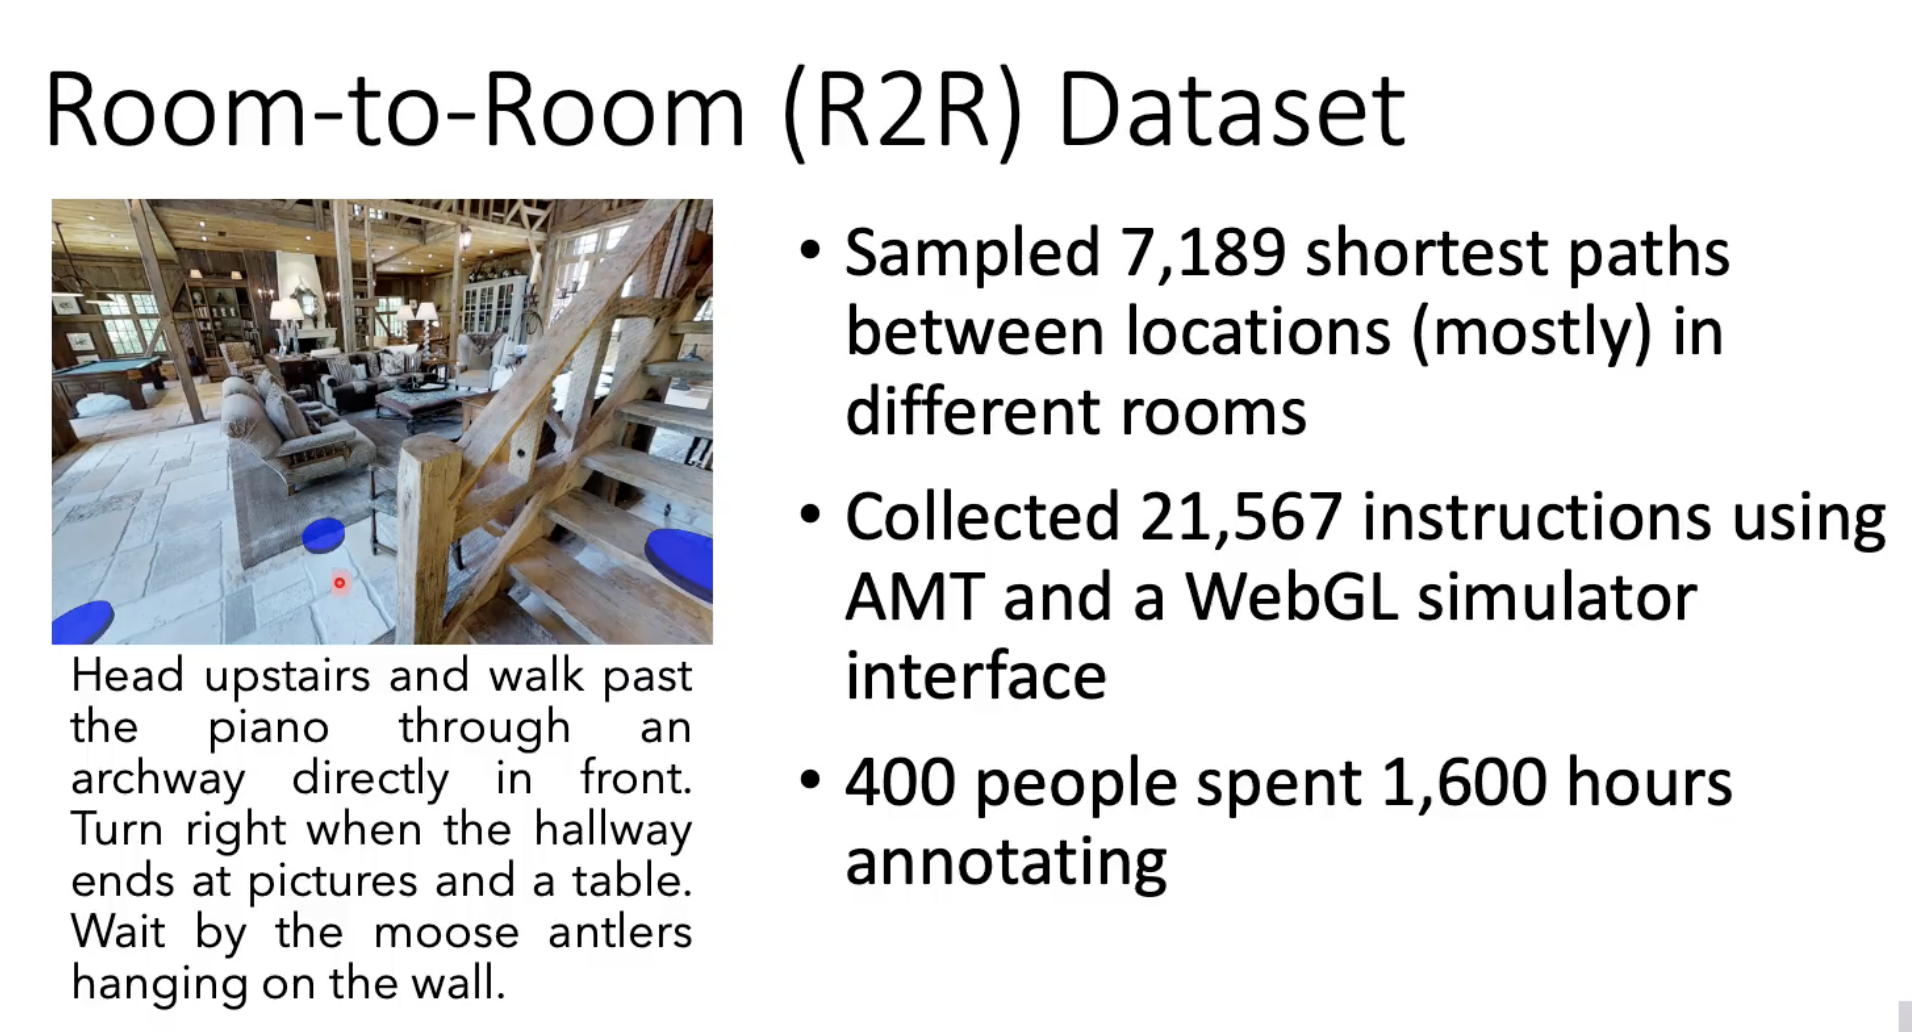 Room-to-Room (R2R) Dataset
Head upstairs and walk past
the piano through an
archway directly in front.
Turn right when the hallway
ends at pictures and a table.
Wait by the moose antlers
hanging on the wall.
• Sampled 7,189 shortest paths
between locations (mostly) in
different rooms
• Collected 21,567 instructions using
AMT and a WebGL simulator
interface
• 400 people spent 1,600 hours
annotating